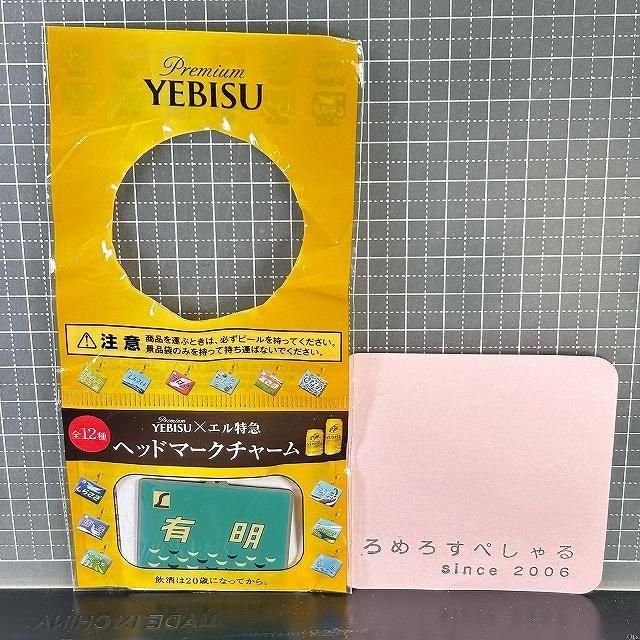 Premium
YEBISU
注意
商品を運ぶときは、必ずビールを持ってください。
景品袋のみを持って持ち運ばないでください。
全12種
Premium
YEBISU×エル特急
ヘッドマークチャーム
有明
飲酒は20歳になってから。
ろめろすぺしゃる
since 2006
MADE IN CHINA